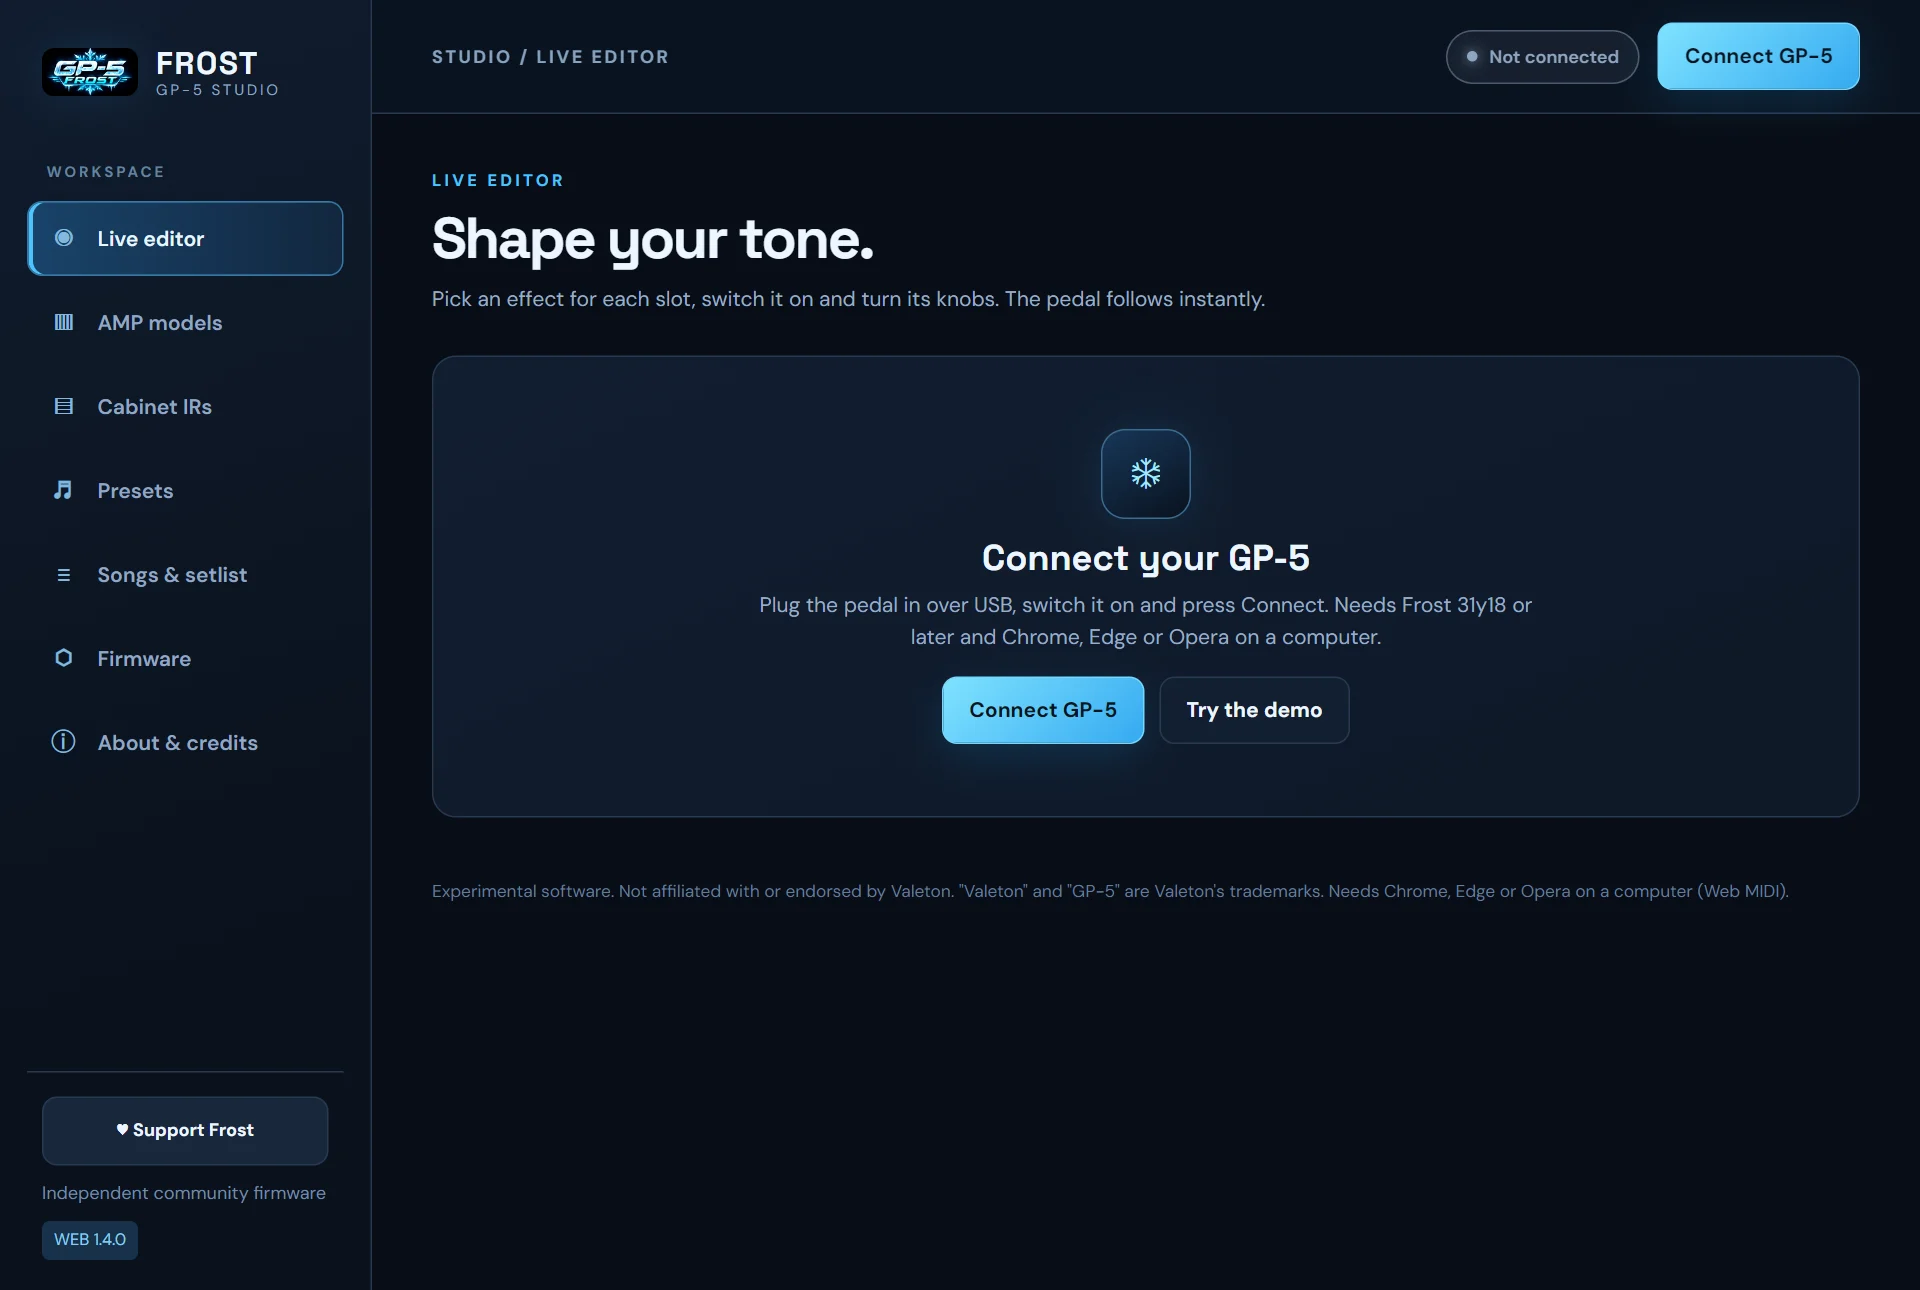 GP-5
FROST
FROST
GP-5 STUDIO
WORKSPACE
Live editor
AMP models
Cabinet IRs
Presets
Songs & setlist
Firmware
About & credits
♥ Support Frost
Independent community firmware
WEB 1.4.0
STUDIO / LIVE EDITOR
Not connected
Connect GP-5
LIVE EDITOR
Shape your tone.
Pick an effect for each slot, switch it on and turn its knobs. The pedal follows instantly.
Connect your GP-5
Plug the pedal in over USB, switch it on and press Connect. Needs Frost 31y18 or
later and Chrome, Edge or Opera on a computer.
Connect GP-5
Try the demo
Experimental software. Not affiliated with or endorsed by Valeton. "Valeton" and "GP-5" are Valeton's trademarks. Needs Chrome, Edge or Opera on a computer (Web MIDI).